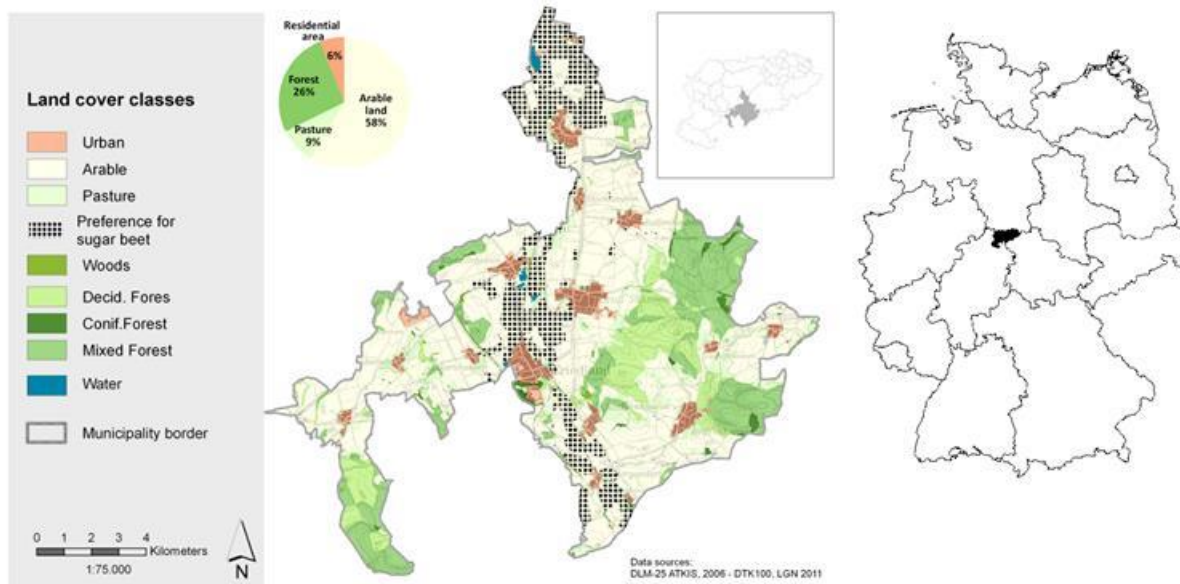 Land cover classes
Urban
Arable
Pasture
Preference for
sugar beet
Woods
Decid. Fores
Conif.Forest
Mixed Forest
Water
Municipality border
0 1 2 3 4
Kilometers
1:75.000
N
Residential
area
6%
Forest
26%
Arable
land
58%
Pasture
9%
Data sources:
DLM-25 ATKIS, 2006 - DTK100, LGN 2011